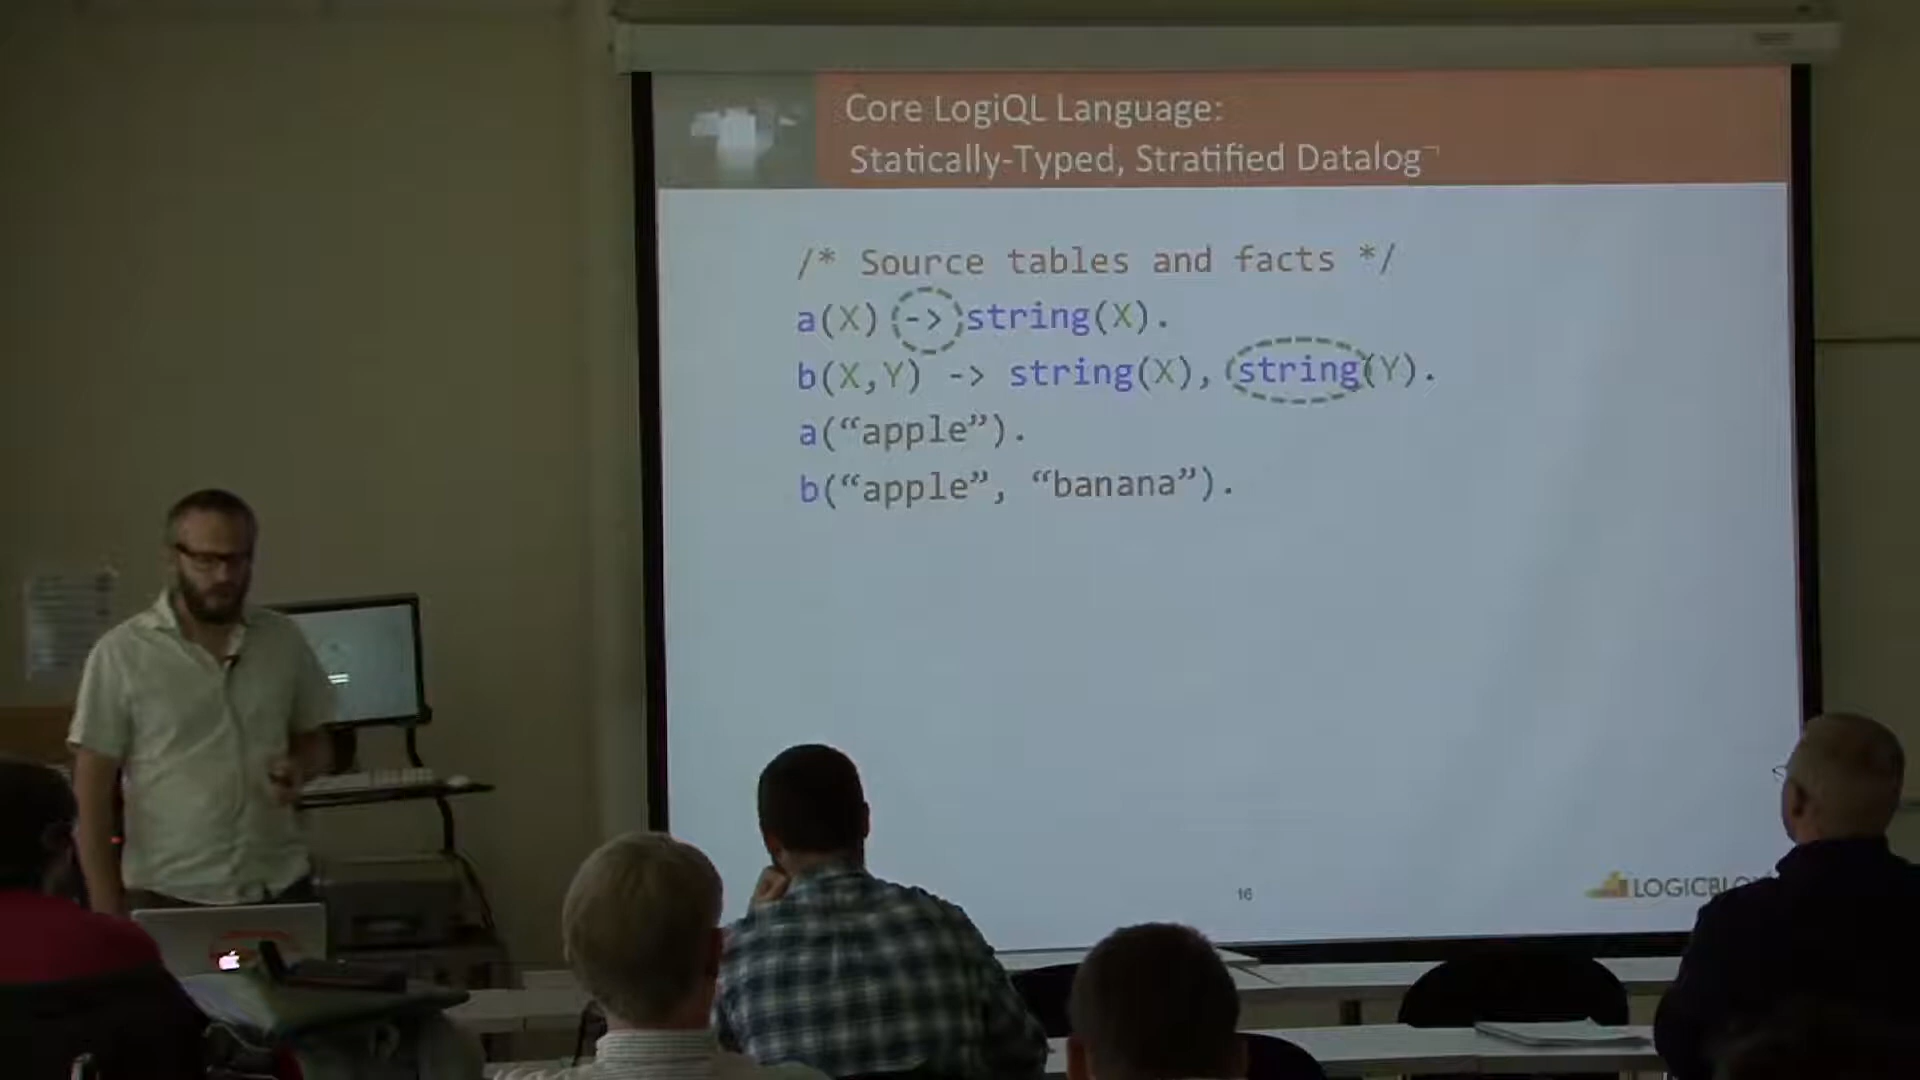 Core LogiQL Language:
Statically-Typed, Stratified Datalog¬
/* Source tables and facts */
a(X) -> string(X).
b(X,Y) -> string(X), string(Y).
a(“apple”).
b(“apple”, “banana”).
16